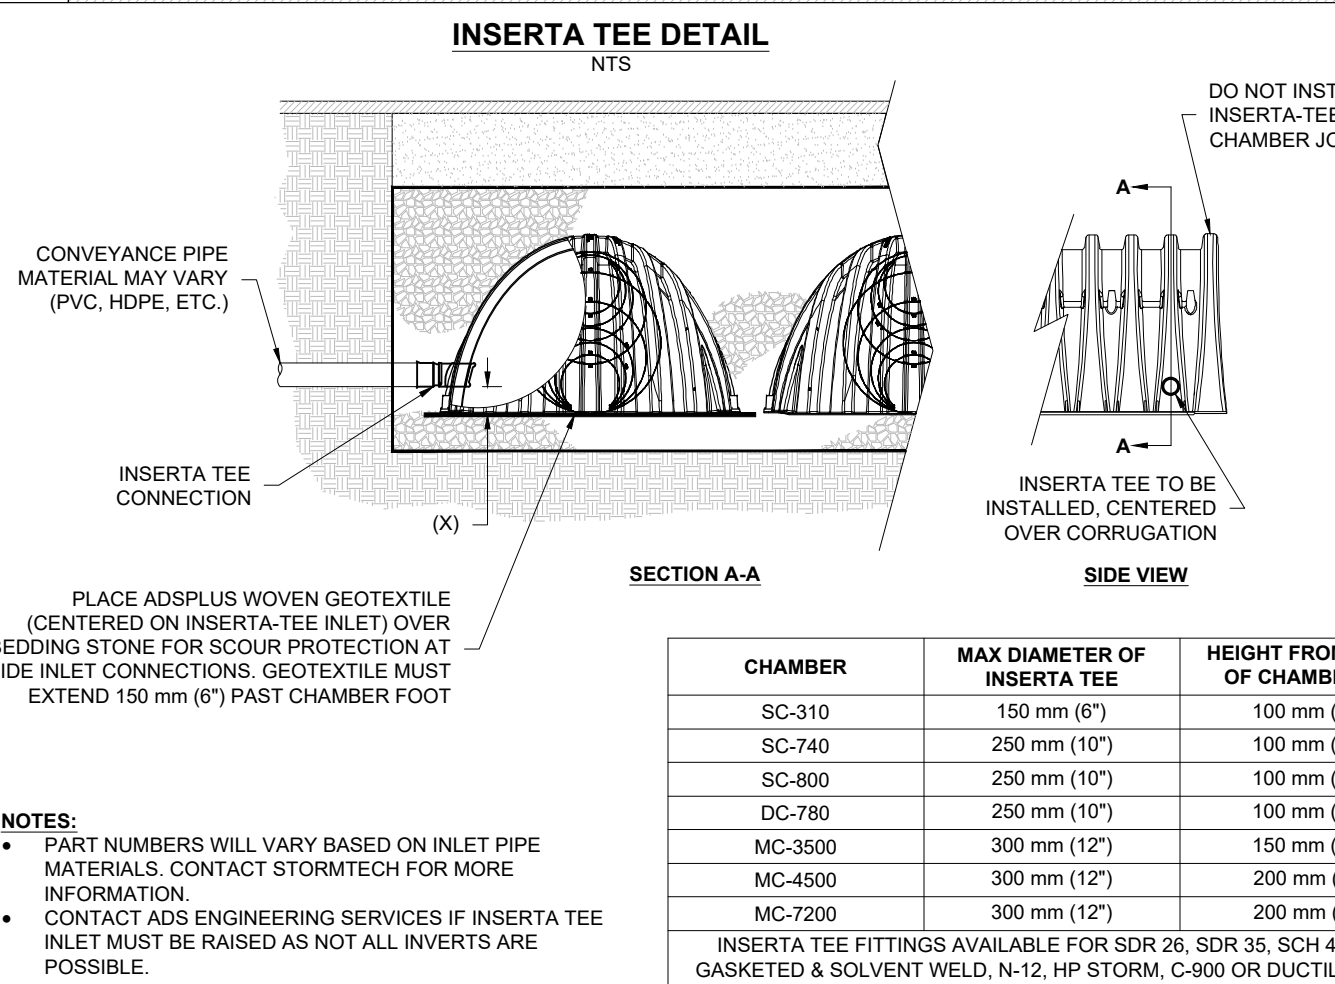 INSERTA TEE DETAIL
NTS
DO NOT INST
INSERTA-TEE
CHAMBER JO
A
CONVEYANCE PIPE
MATERIAL MAY VARY
(PVC, HDPE, ETC.)
INSERTA TEE
CONNECTION
(X)
A
INSERTA TEE TO BE
INSTALLED, CENTERED
OVER CORRUGATION
SECTION A-A
SIDE VIEW
PLACE ADSPLUS WOVEN GEOTEXTILE
(CENTERED ON INSERTA-TEE INLET) OVER
BEDDING STONE FOR SCOUR PROTECTION AT
IDE INLET CONNECTIONS. GEOTEXTILE MUST
EXTEND 150 mm (6") PAST CHAMBER FOOT
CHAMBER MAX DIAMETER OF HEIGHT FROM
INSERTA TEE OF CHAMBE
SC-310 150 mm (6") 100 mm (
SC-740 250 mm (10") 100 mm (
SC-800 250 mm (10") 100 mm (
DC-780 250 mm (10") 100 mm (
MC-3500 300 mm (12") 150 mm (
MC-4500 300 mm (12") 200 mm (
MC-7200 300 mm (12") 200 mm (
INSERTA TEE FITTINGS AVAILABLE FOR SDR 26, SDR 35, SCH 4
GASKETED & SOLVENT WELD, N-12, HP STORM, C-900 OR DUCTIL
NOTES:
• PART NUMBERS WILL VARY BASED ON INLET PIPE
MATERIALS. CONTACT STORMTECH FOR MORE
INFORMATION.
• CONTACT ADS ENGINEERING SERVICES IF INSERTA TEE
INLET MUST BE RAISED AS NOT ALL INVERTS ARE
POSSIBLE.